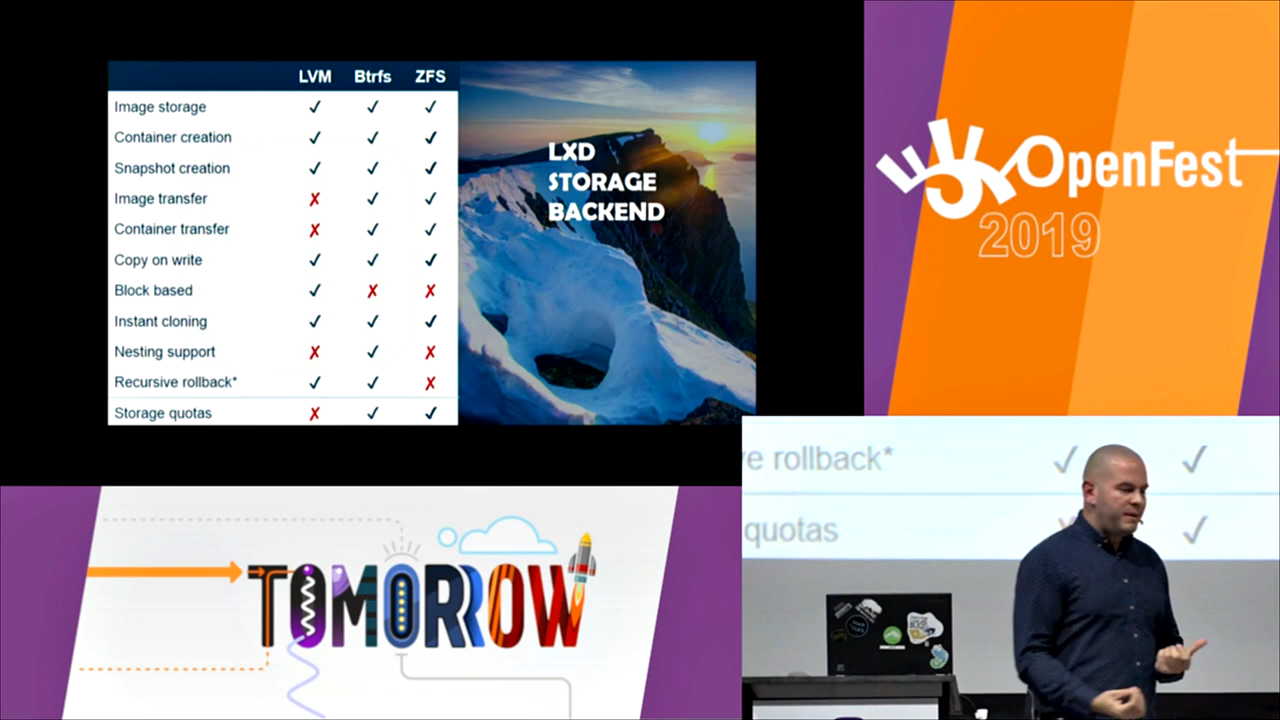 LVM Btrfs ZFS
Image storage ✓ ✓ ✓
Container creation ✓ ✓ ✓
Snapshot creation ✓ ✓ ✓
Image transfer ✗ ✓ ✓
Container transfer ✗ ✓ ✓
Copy on write ✓ ✓ ✓
Block based ✓ ✗ ✗
Instant cloning ✓ ✓ ✓
Nesting support ✗ ✓ ✗
Recursive rollback* ✓ ✓ ✗
Storage quotas ✗ ✓ ✓
LXD
STORAGE
BACKEND
OpenFest
2019
TOMORROW
e rollback* ✓ ✓
quotas ✓